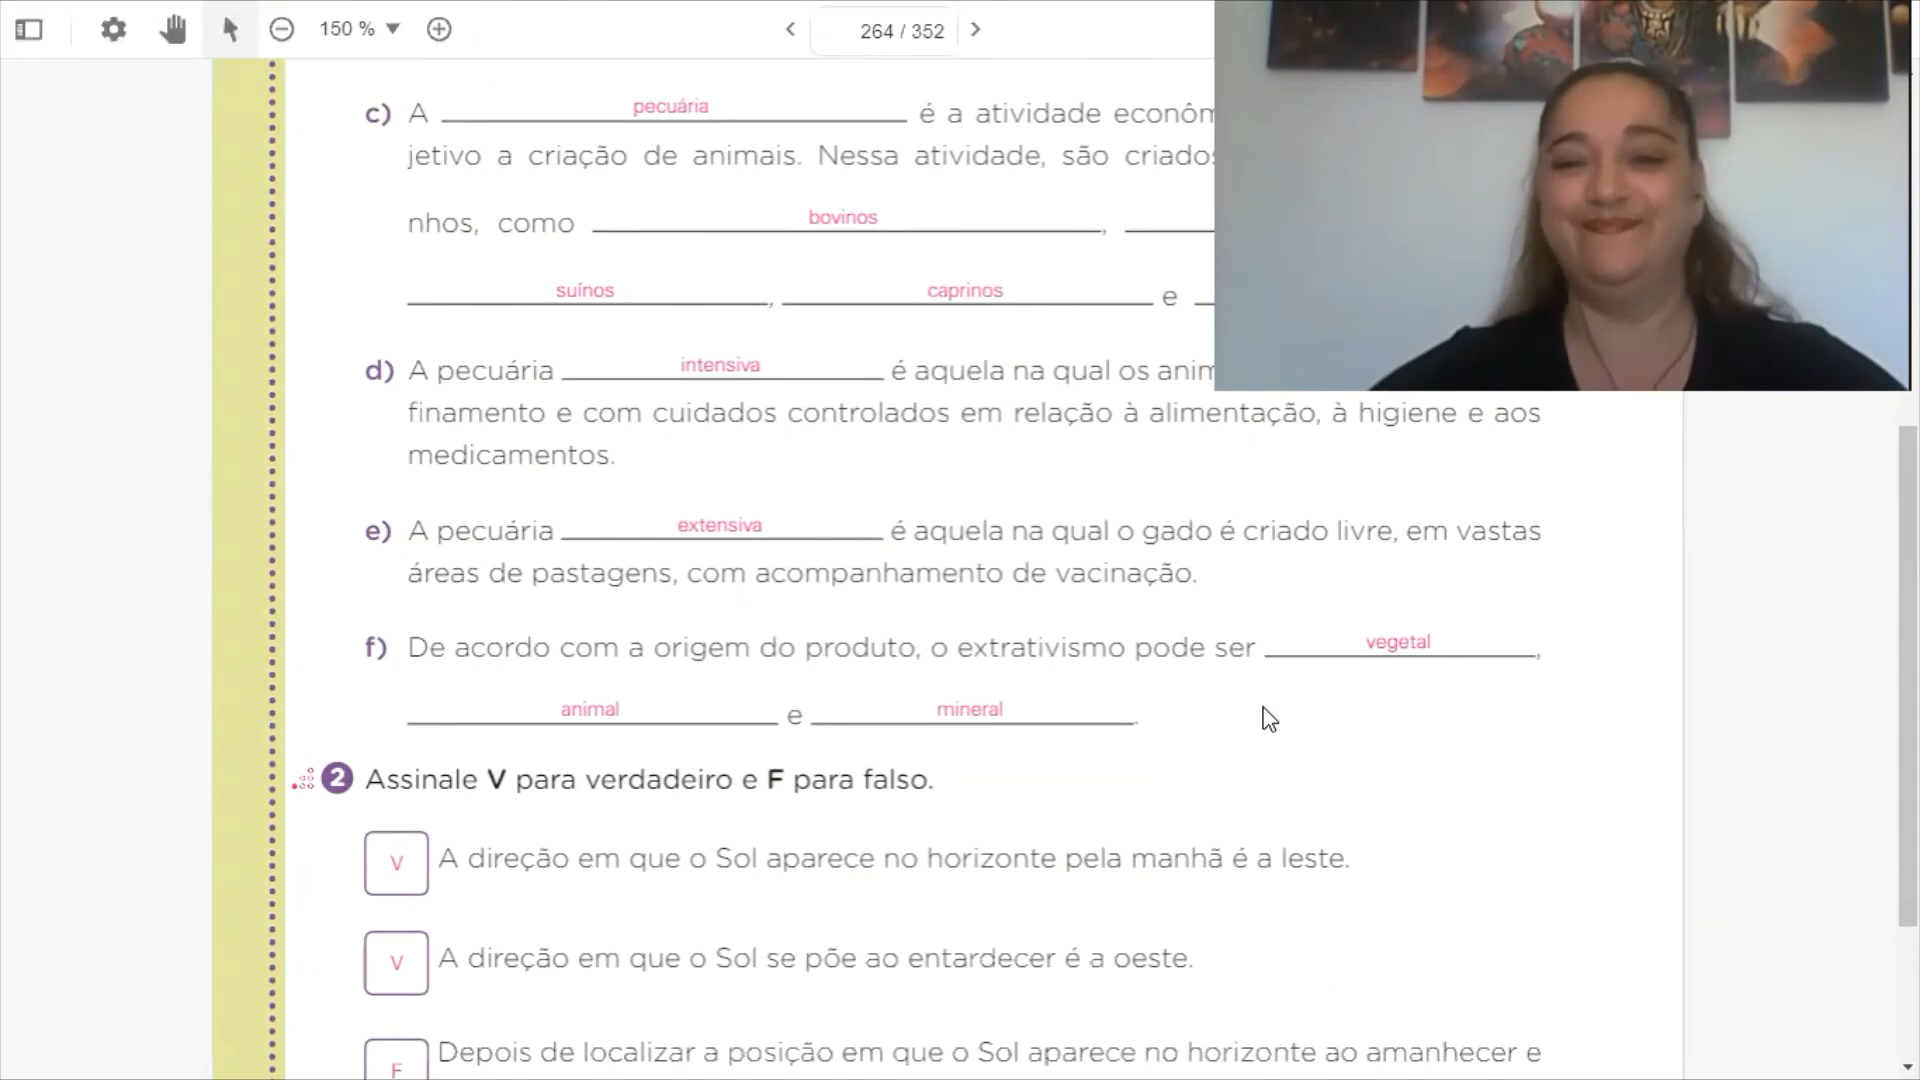 150 %
264 / 352
c) A pecuária é a atividade econôm
jetivo a criação de animais. Nessa atividade, são criados
nhos, como bovinos,
suínos, caprinos e
d) A pecuária intensiva é aquela na qual os anim
finamento e com cuidados controlados em relação à alimentação, à higiene e aos
medicamentos.
e) A pecuária extensiva é aquela na qual o gado é criado livre, em vastas
áreas de pastagens, com acompanhamento de vacinação.
f) De acordo com a origem do produto, o extrativismo pode ser vegetal,
animal e mineral.
2 Assinale V para verdadeiro e F para falso.
V A direção em que o Sol aparece no horizonte pela manhã é a leste.
V A direção em que o Sol se põe ao entardecer é a oeste.
F Depois de localizar a posição em que o Sol aparece no horizonte ao amanhecer e